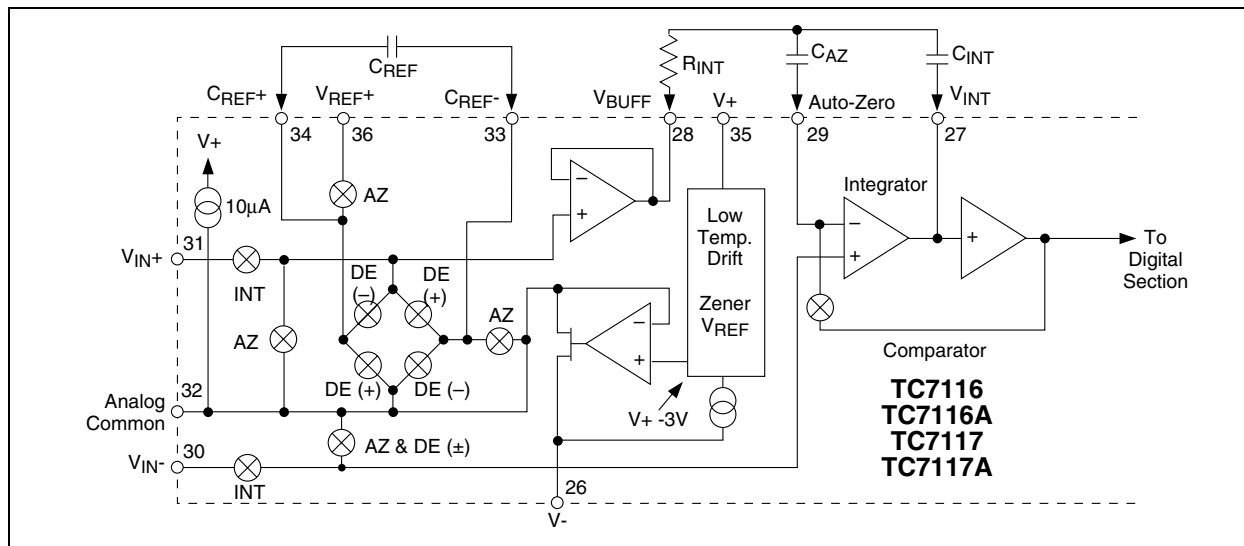 C_REF
R_INT
C_AZ
C_INT
C_REF+
V_REF+
C_REF-
V_BUFF
V+
Auto-Zero
V_INT
34
36
33
28
35
29
27
V+
10µA
AZ
31
V_IN+
INT
AZ
DE
(–)
DE
(+)
DE (+)
DE (–)
AZ
–
+
–
+
Low
Temp.
Drift
Zener
V_REF
V+ -3V
Integrator
–
+
+
To
Digital
Section
Comparator
TC7116
TC7116A
TC7117
TC7117A
32
Analog
Common
AZ & DE (±)
30
V_IN-
INT
26
V-